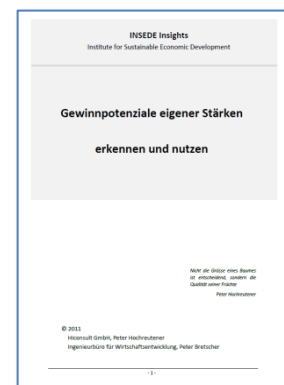 INSEDE Insights
Institute for Sustainable Economic Development
Gewinnpotenziale eigener Stärken
erkennen und nutzen
Nicht die Grösse eines Baumes
ist entscheidend, sondern die
Qualität seiner Früchte
Peter Hochreutener
© 2011
Hiconsult GmbH, Peter Hochreutener
Ingenieurbüro für Wirtschaftsentwicklung, Peter Bretscher
- I -